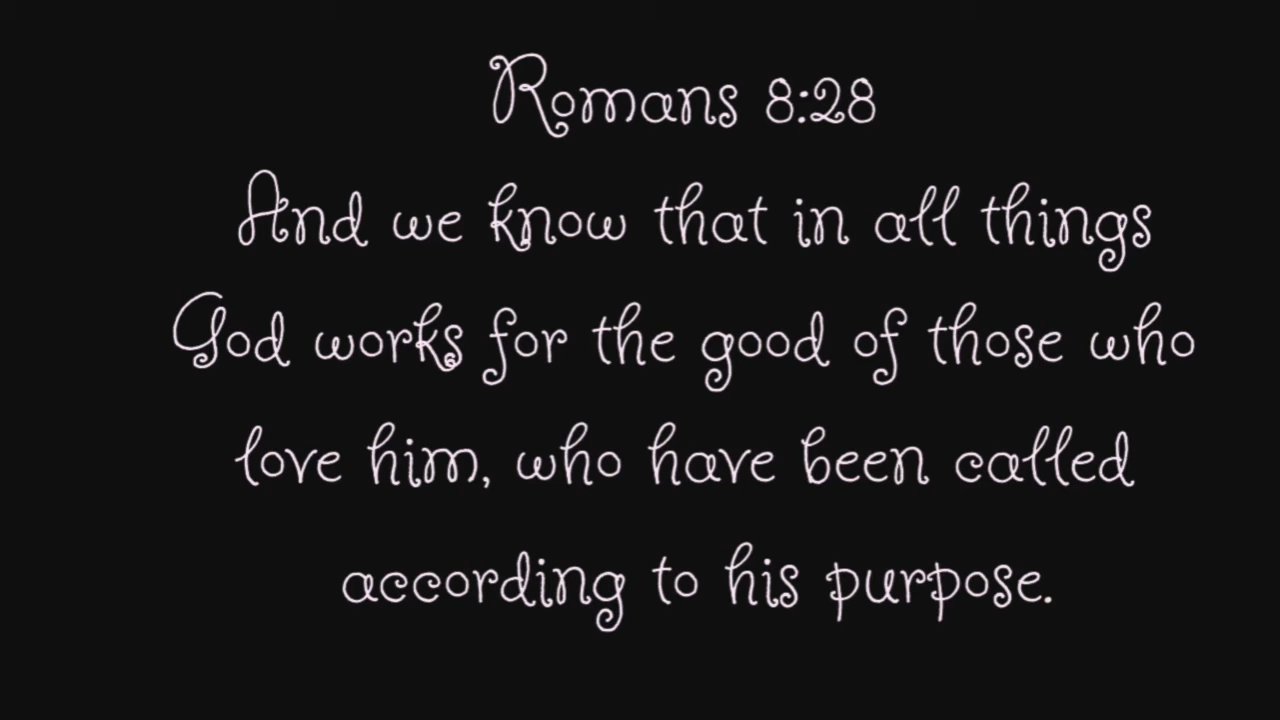 Romans 8:28
And we know that in all things
God works for the good of those who
love him, who have been called
according to his purpose.